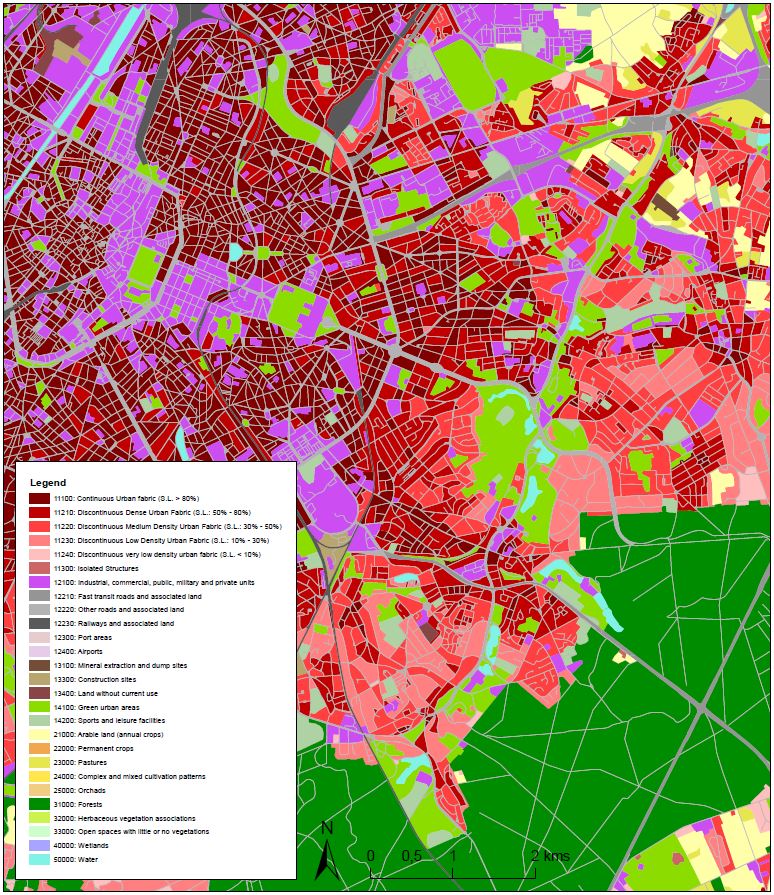 Legend
11100: Continuous Urban fabric (S.L. > 80%)
11210: Discontinuous Dense Urban Fabric (S.L.: 50% - 80%)
11220: Discontinuous Medium Density Urban Fabric (S.L.: 30% - 50%)
11230: Discontinuous Low Density Urban Fabric (S.L.: 10% - 30%)
11240: Discontinuous very low density urban fabric (S.L. < 10%)
11300: Isolated Structures
12100: Industrial, commercial, public, military and private units
12210: Fast transit roads and associated land
12220: Other roads and associated land
12230: Railways and associated land
12300: Port areas
12400: Airports
13100: Mineral extraction and dump sites
13300: Construction sites
13400: Land without current use
14100: Green urban areas
14200: Sports and leisure facilities
21000: Arable land (annual crops)
22000: Permanent crops
23000: Pastures
24000: Complex and mixed cultivation patterns
25000: Orchads
31000: Forests
32000: Herbaceous vegetation associations
33000: Open spaces with little or no vegetations
40000: Wetlands
50000: Water
N
0 0.5 1 2 kms